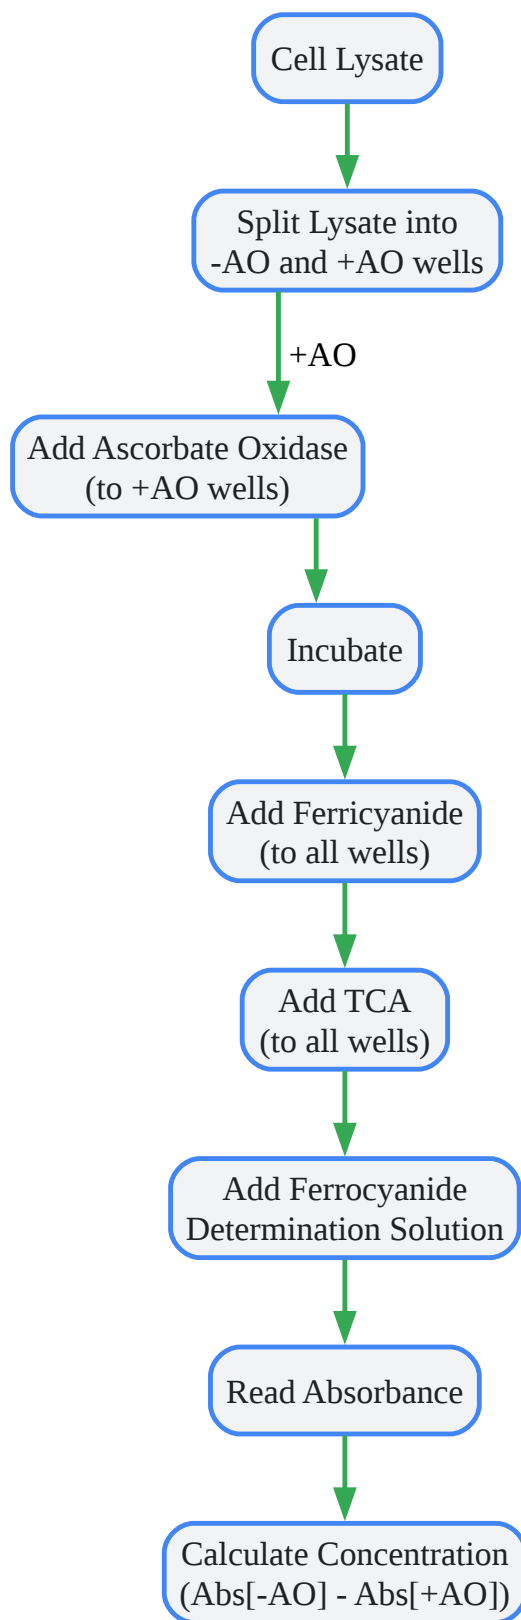 Cell Lysate
Split Lysate into
-AO and +AO wells
+AO
Add Ascorbate Oxidase
(to +AO wells)
Incubate
Add Ferricyanide
(to all wells)
Add TCA
(to all wells)
Add Ferrocyanide
Determination Solution
Read Absorbance
Calculate Concentration
(Abs[-AO] - Abs[+AO])